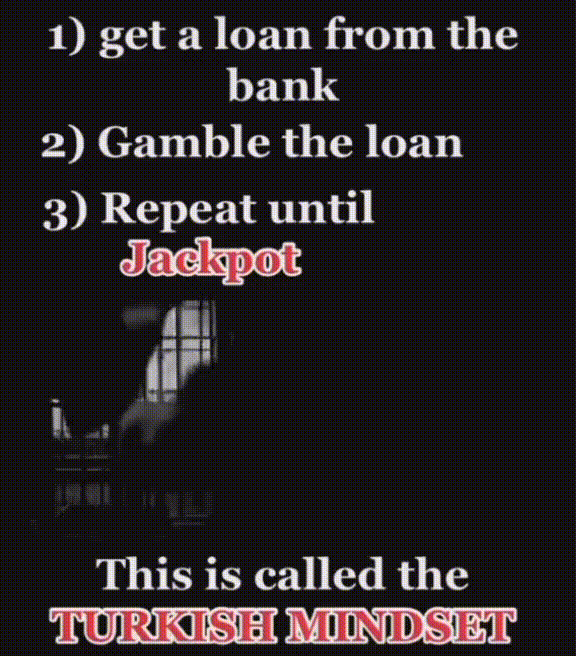 1) get a loan from the
bank
2) Gamble the loan
3) Repeat until
Jackpot
This is called the
TURKISH MINDSET